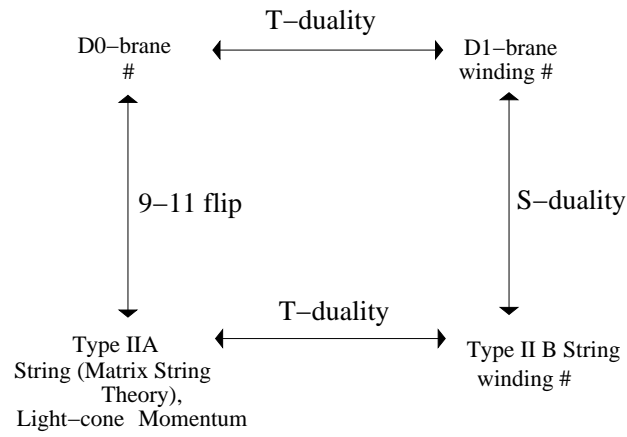 T−duality
D0−brane
#
D1−brane
winding #
9−11 flip
S−duality
T−duality
Type IIA
String (Matrix String
Theory),
Light−cone Momentum
Type II B String
winding #